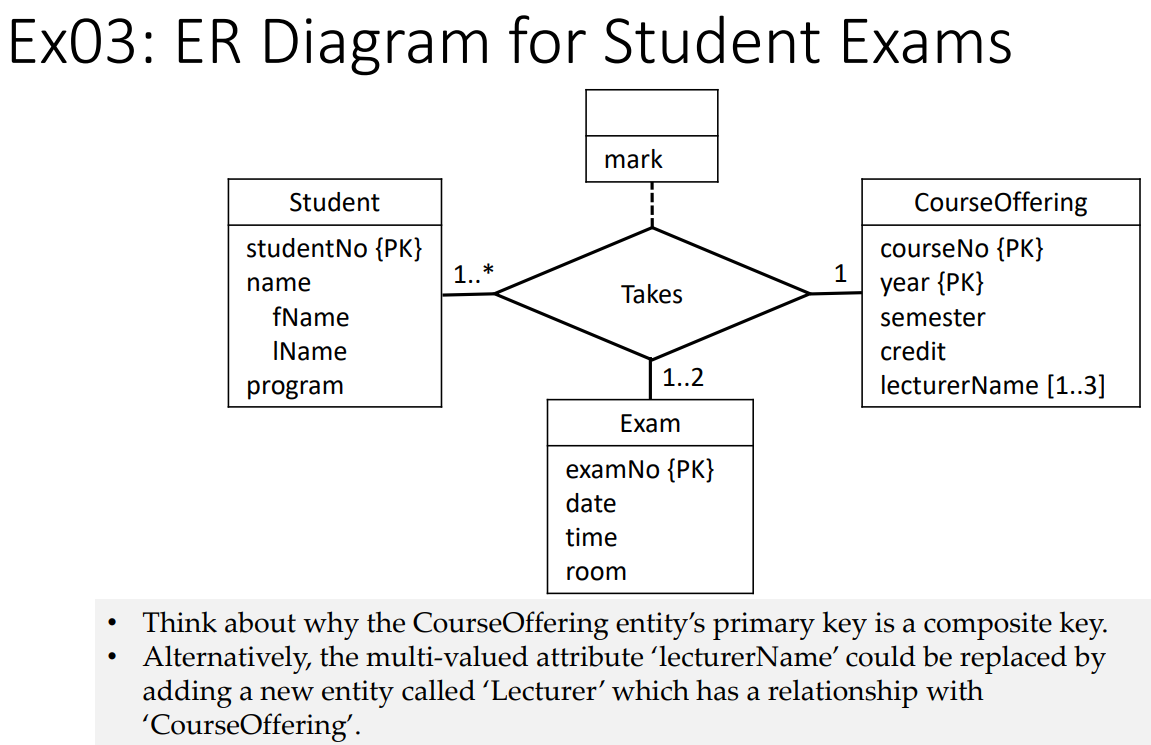 Ex03: ER Diagram for Student Exams
mark
Student
studentNo {PK}
name
fName
lName
program
1..*
Takes
1
CourseOffering
courseNo {PK}
year {PK}
semester
credit
lecturerName [1..3]
1..2
Exam
examNo {PK}
date
time
room
• Think about why the CourseOffering entity’s primary key is a composite key.
• Alternatively, the multi-valued attribute ‘lecturerName’ could be replaced by
adding a new entity called ‘Lecturer’ which has a relationship with
‘CourseOffering’.